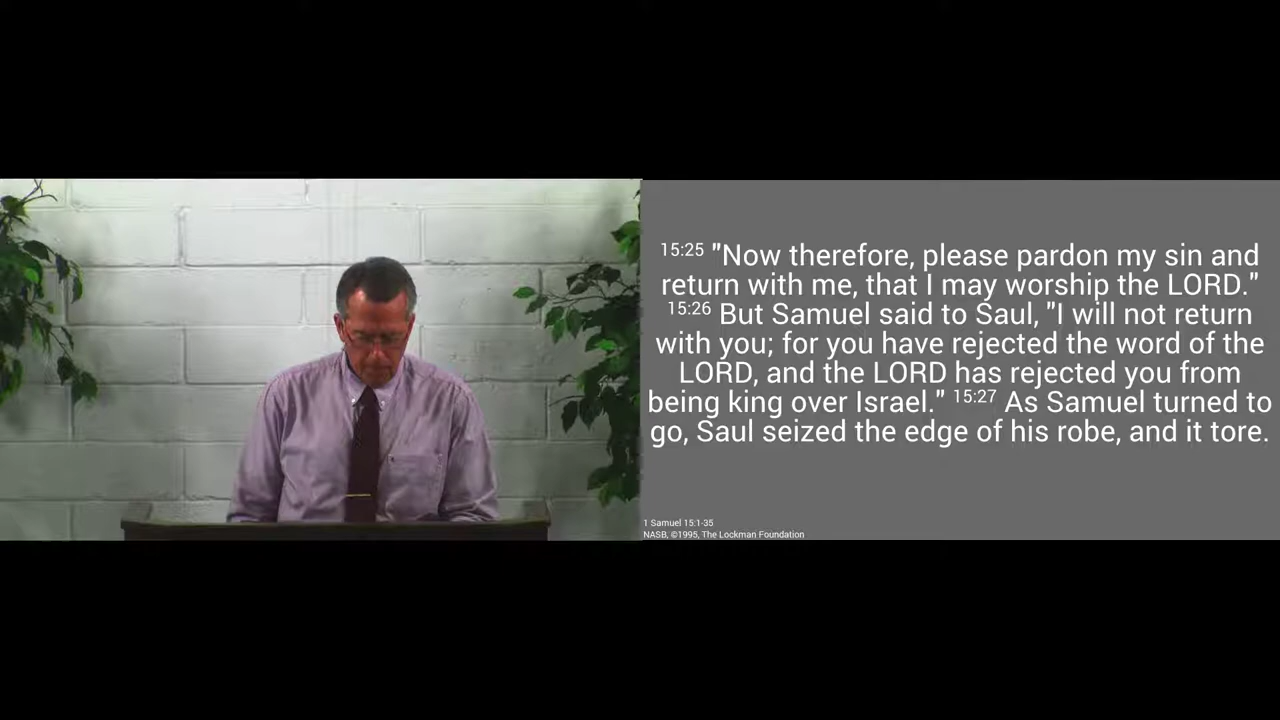 15:25 "Now therefore, please pardon my sin and
return with me, that I may worship the LORD."
15:26 But Samuel said to Saul, "I will not return
with you; for you have rejected the word of the
LORD, and the LORD has rejected you from
being king over Israel." 15:27 As Samuel turned to
go, Saul seized the edge of his robe, and it tore.
1 Samuel 15:1-35
NASB, ©1995, The Lockman Foundation